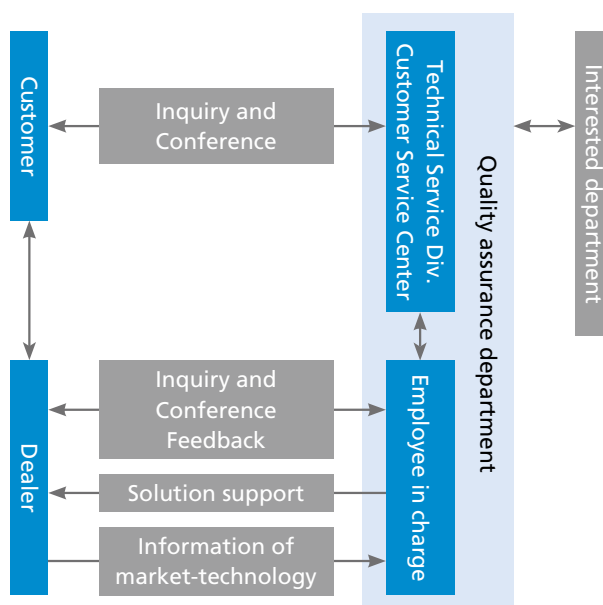 Customer
Inquiry and
Conference
Technical Service Div.
Customer Service Center
Quality assurance department
Interested department
Dealer
Inquiry and
Conference
Feedback
Solution support
Information of
market-technology
Employee in charge